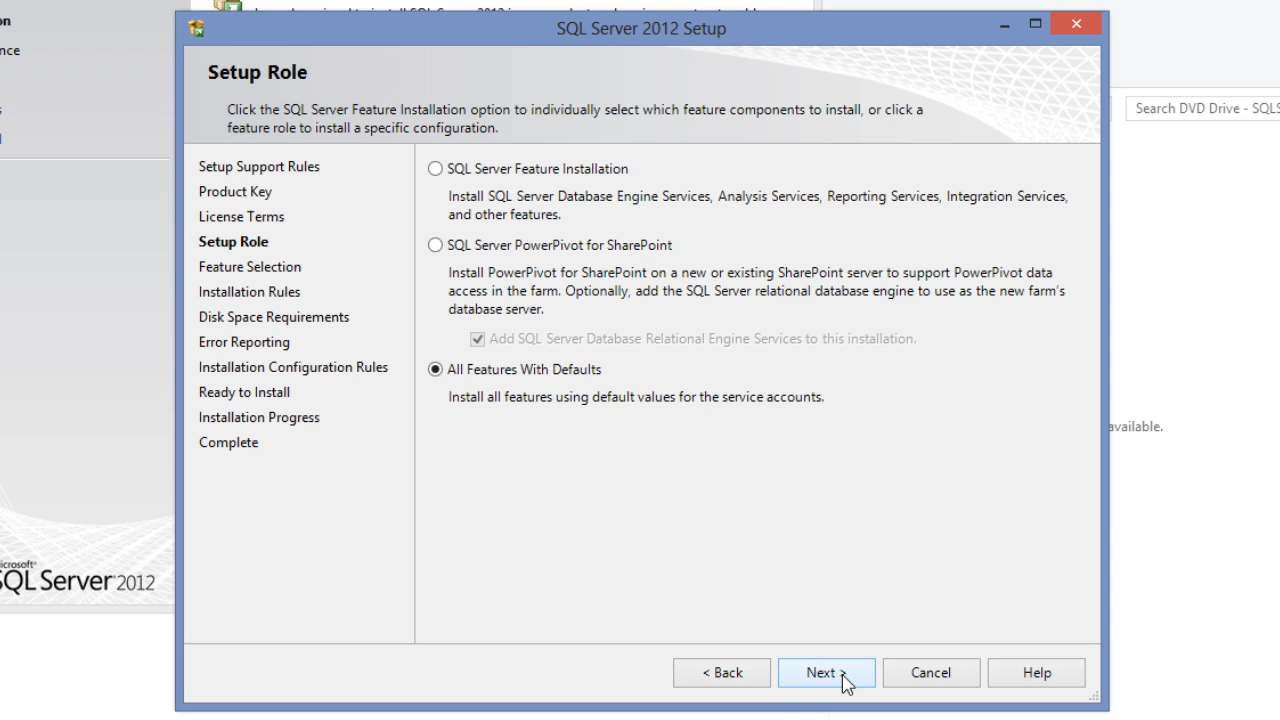 SQL Server 2012 Setup
on
nce
Search DVD Drive - SQLS
Setup Role
Click the SQL Server Feature Installation option to individually select which feature components to install, or click a
feature role to install a specific configuration.
Setup Support Rules
Product Key
License Terms
Setup Role
Feature Selection
Installation Rules
Disk Space Requirements
Error Reporting
Installation Configuration Rules
Ready to Install
Installation Progress
Complete
SQL Server Feature Installation
Install SQL Server Database Engine Services, Analysis Services, Reporting Services, Integration Services,
and other features.
SQL Server PowerPivot for SharePoint
Install PowerPivot for SharePoint on a new or existing SharePoint server to support PowerPivot data
access in the farm. Optionally, add the SQL Server relational database engine to use as the new farm's
database server.
Add SQL Server Database Relational Engine Services to this installation.
All Features With Defaults
Install all features using default values for the service accounts.
available.
icrosoft
SQL Server 2012
< Back
Next >
Cancel
Help